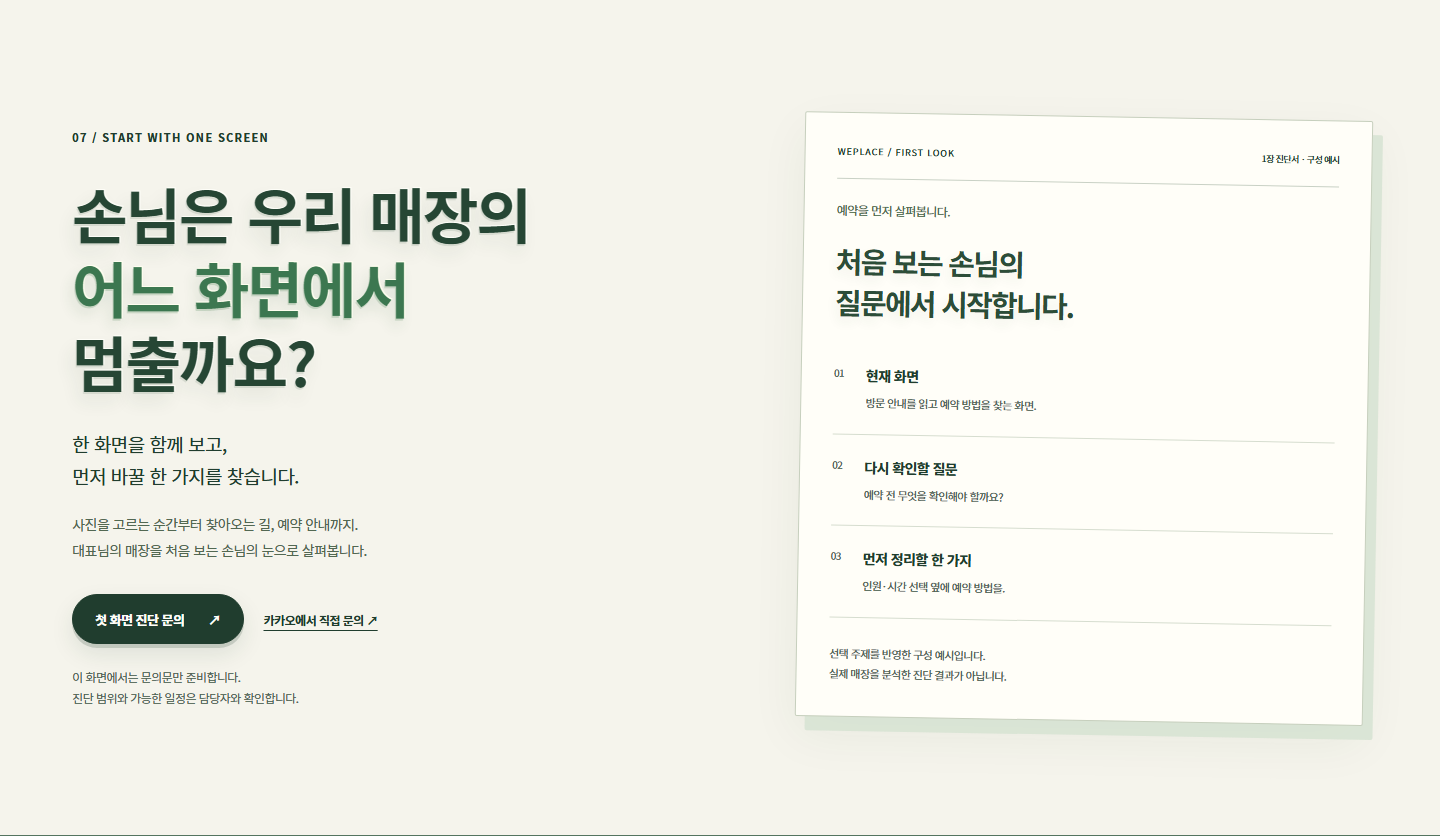 07 / START WITH ONE SCREEN
손님은 우리 매장의
어느 화면에서
멈출까요?
한 화면을 함께 보고,
먼저 바꿀 한 가지를 찾습니다.
사진을 고르는 순간부터 찾아오는 길, 예약 안내까지.
대표님의 매장을 처음 보는 손님의 눈으로 살펴봅니다.
첫 화면 진단 문의 ↗
카카오에서 직접 문의 ↗
이 화면에서는 문의문만 준비합니다.
진단 범위와 가능한 일정은 담당자와 확인합니다.
WEPLACE / FIRST LOOK
1장 진단서 · 구성 예시
예약을 먼저 살펴봅니다.
처음 보는 손님의
질문에서 시작합니다.
01 현재 화면
방문 안내를 읽고 예약 방법을 찾는 화면.
02 다시 확인할 질문
예약 전 무엇을 확인해야 할까요?
03 먼저 정리할 한 가지
인원·시간 선택 옆에 예약 방법을.
선택 주제를 반영한 구성 예시입니다.
실제 매장을 분석한 진단 결과가 아닙니다.